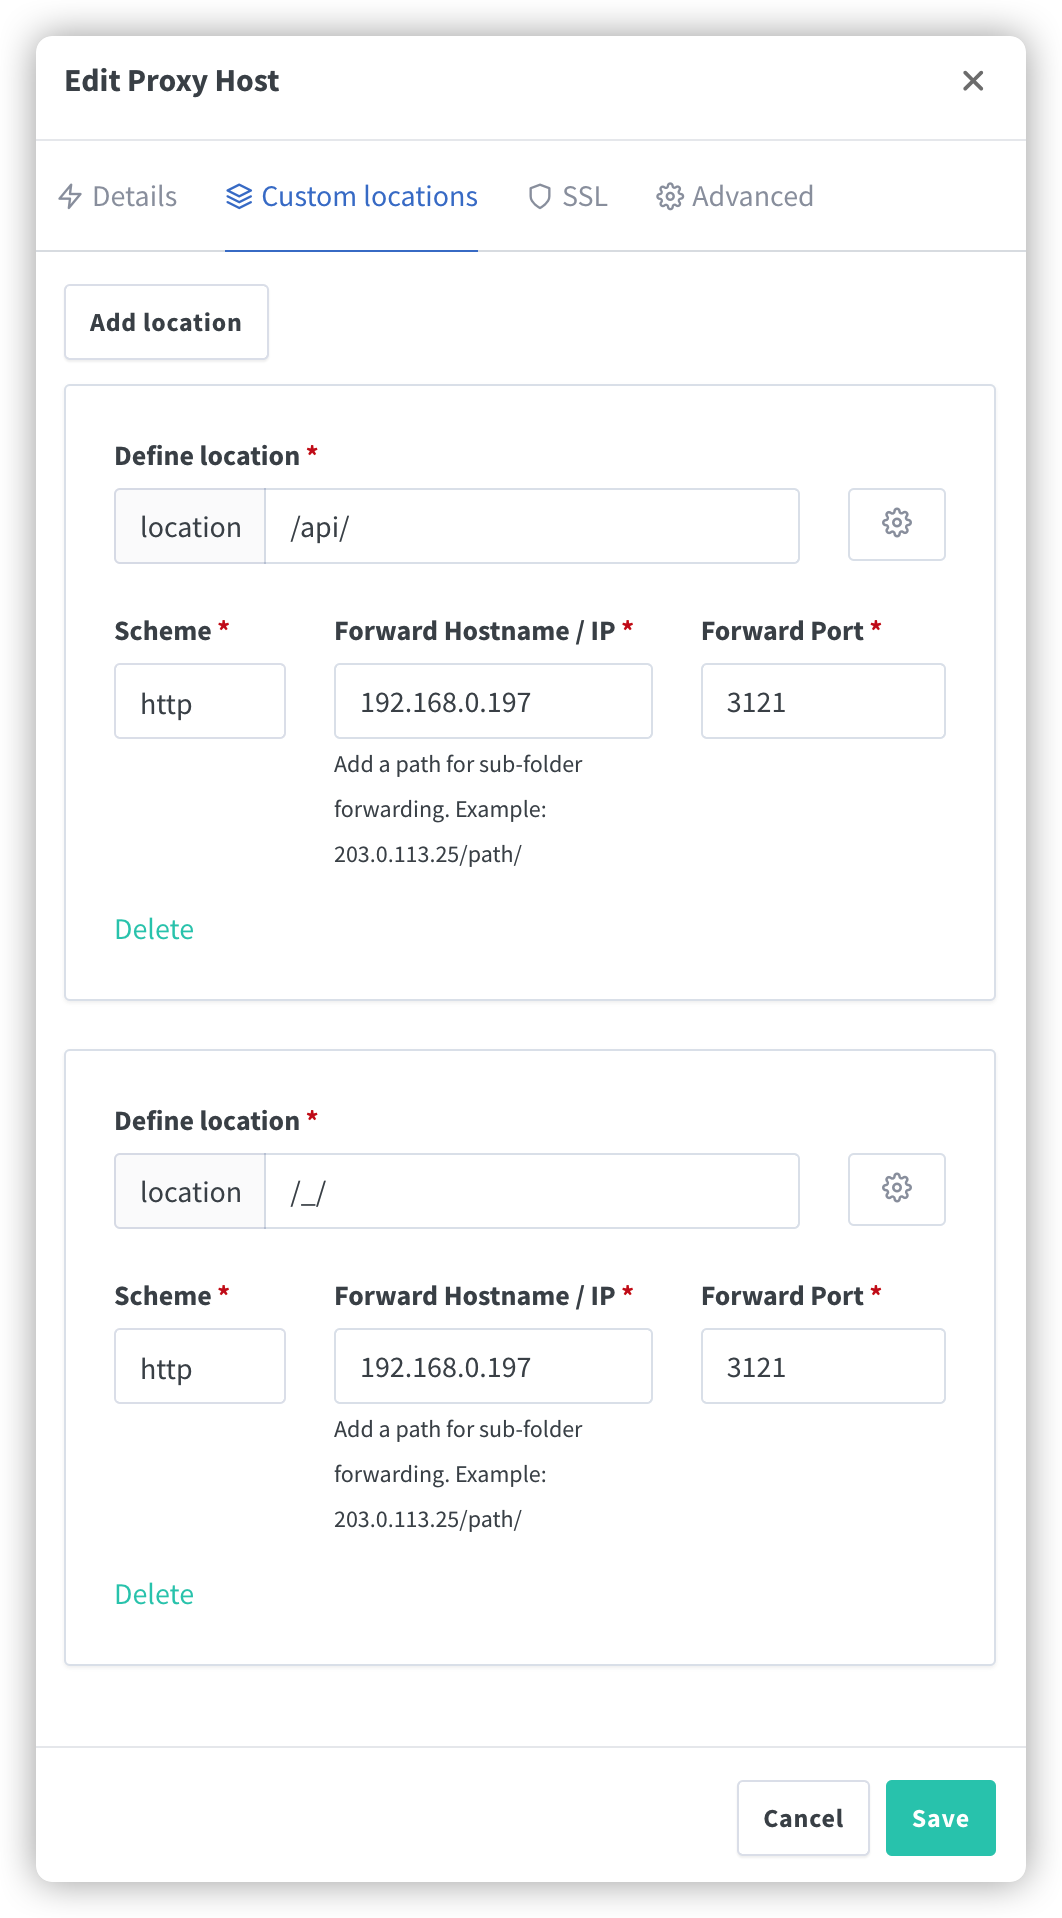 Edit Proxy Host
Details
Custom locations
SSL
Advanced
Add location
Define location *
location
/api/
Scheme *
Forward Hostname / IP *
Forward Port *
http
192.168.0.197
3121
Add a path for sub-folder
forwarding. Example:
203.0.113.25/path/
Delete
Define location *
location
/_/
Scheme *
Forward Hostname / IP *
Forward Port *
http
192.168.0.197
3121
Add a path for sub-folder
forwarding. Example:
203.0.113.25/path/
Delete
Cancel
Save